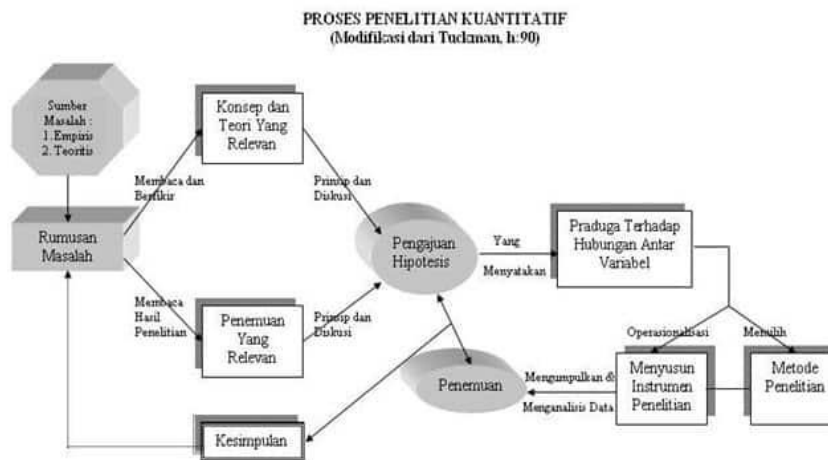 PROSES PENELITIAN KUANTITATIF
(Modifikasi dari Tuckman, h:90)
Sumber
Masalah :
1. Empiris
2. Teoritis
Konsep dan
Teori Yang
Relevan
Membaca dan
Berfikir
Prinsip dan
Diskusi
Rumusan
Masalah
Pengajuan
Hipotesis
Yang
Menyatakan
Praduga Terhadap
Hubungan Antar
Variabel
Membaca
Hasil
Penelitian
Penemuan
Yang
Relevan
Prinsip dan
Diskusi
Operasionalisasi
Memilih
Penemuan
Mengumpulkan &
Menganalisis Data
Menyusun
Instrumen
Penelitian
Metode
Penelitian
Kesimpulan